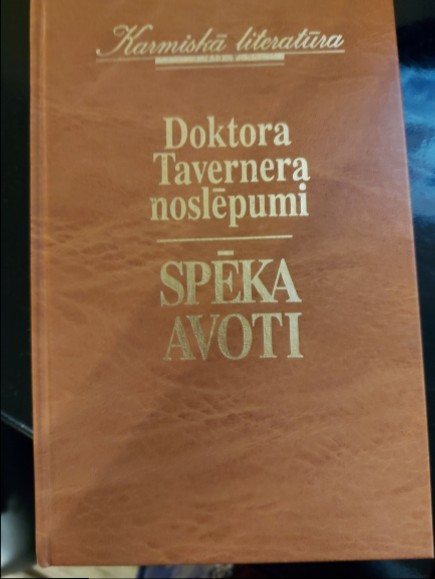 Karmiskā literatūra
Doktora
Tavernera
noslēpumi
SPĒKA
AVOTI